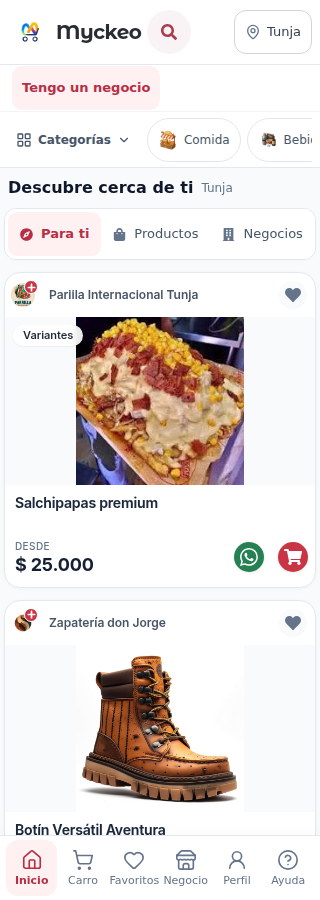 Myckeo
Tunja
Tengo un negocio
Categorías
Comida
Descubre cerca de ti Tunja
Para ti
Productos
Negocios
Parilla Internacional Tunja
Variantes
Salchipapas premium
DESDE
$ 25.000
Zapatería don Jorge
Botín Versátil Aventura
Inicio
Carro
Favoritos
Negocio
Perfil
Ayuda